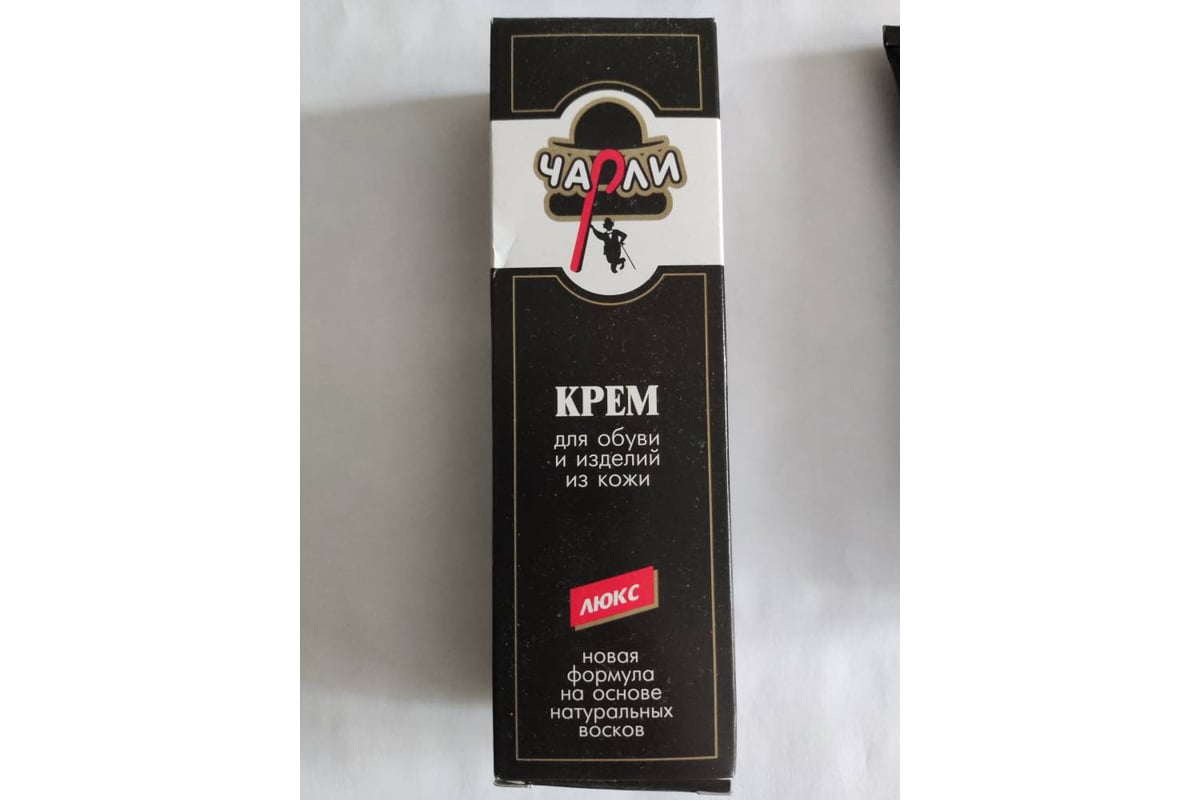 ЧАРЛИ
КРЕМ
для обуви
и изделий
из кожи
ЛЮКС
новая
формула
на основе
натуральных
восков